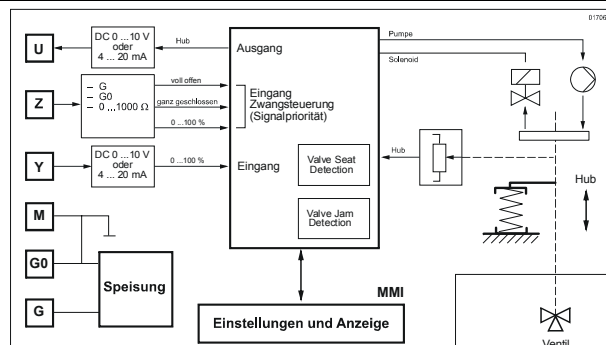 01706
U
DC 0 ...10 V
oder
4 ... 20 mA
Hub
Ausgang
Pumpe
Solenoid
Z
– G
– G0
– 0 ...1000 Ω
voll offen
ganz geschlossen
0 ...100 %
Eingang
Zwangsteuerung
(Signalpriorität)
Y
DC 0 ...10 V
oder
4 ... 20 mA
0 ...100 %
Eingang
Valve Seat
Detection
Valve Jam
Detection
Hub
Hub
M
G0
G
Speisung
MMI
Einstellungen und Anzeige
Ventil